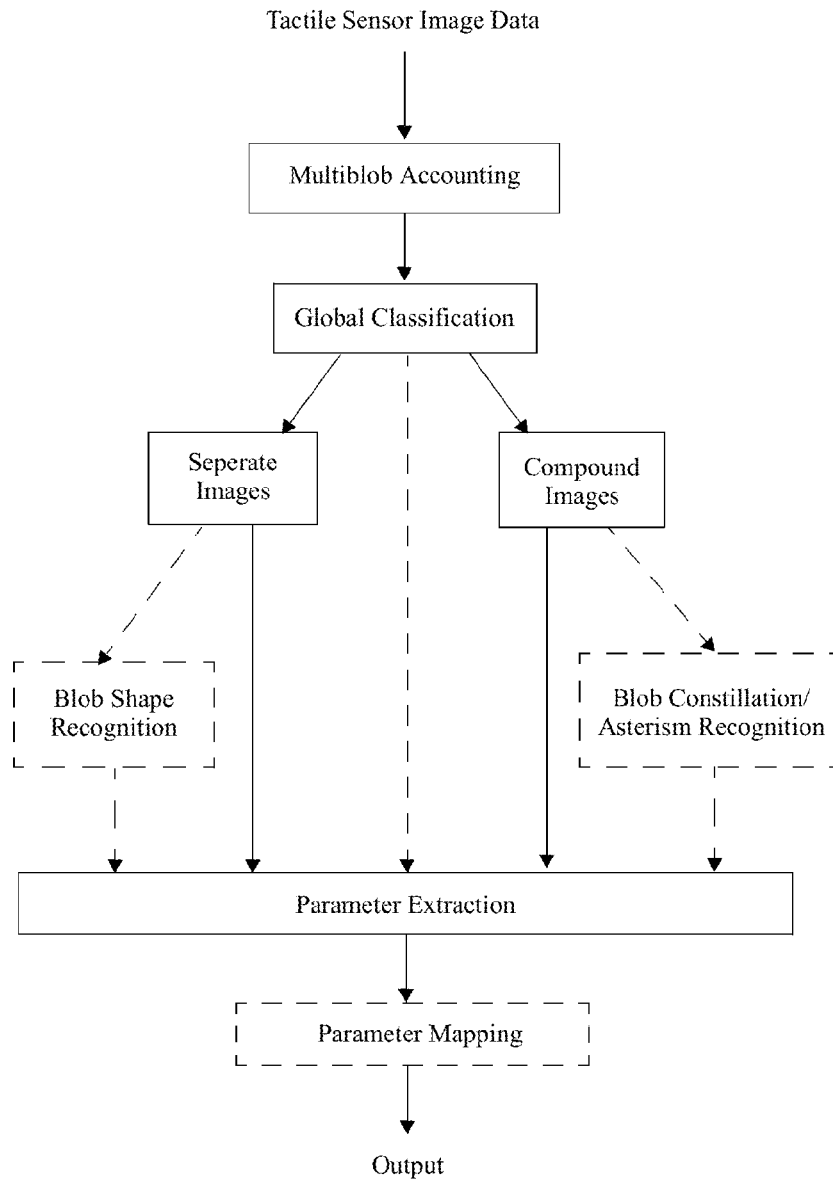 Tactile Sensor Image Data
Multiblob Accounting
Global Classification
Seperate
Images
Compound
Images
Blob Shape
Recognition
Blob Constillation/
Asterism Recognition
Parameter Extraction
Parameter Mapping
Output